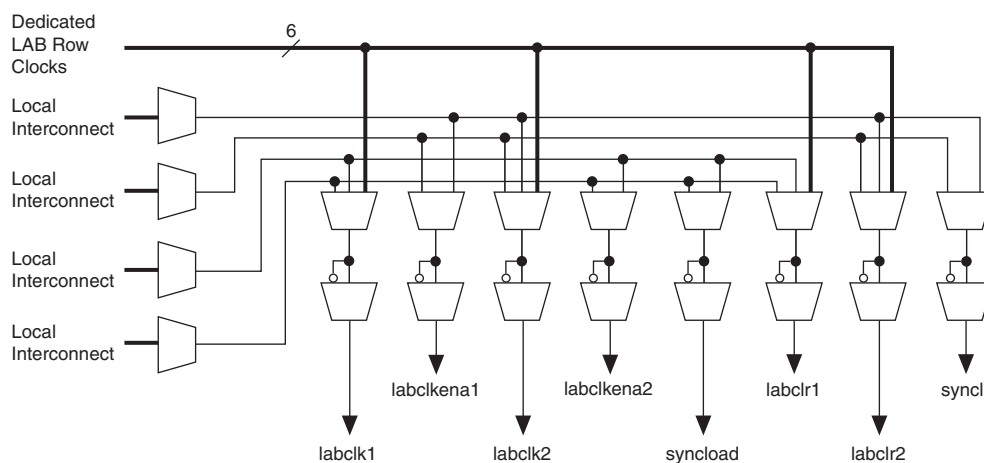 Dedicated
LAB Row
Clocks
6
Local
Interconnect
Local
Interconnect
Local
Interconnect
Local
Interconnect
labclkena1
labclkena2
labclr1
syncl
labclk1
labclk2
syncload
labclr2